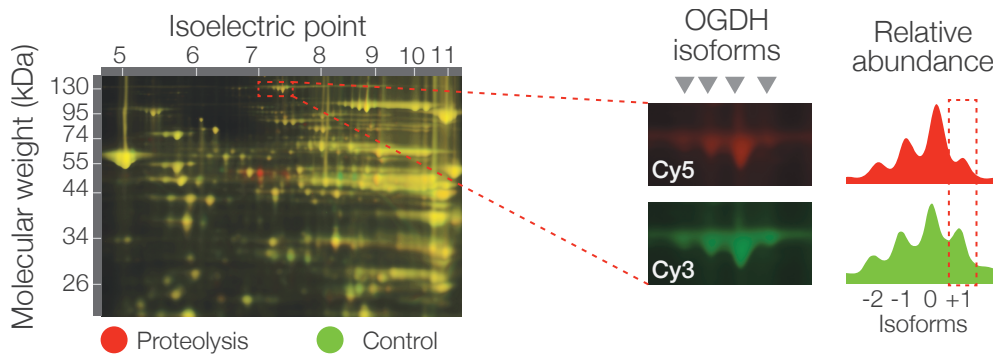 Isoelectric point
5 6 7 8 9 10 11
Molecular weight (kDa)
130
95
74
55
44
34
26
Proteolysis
Control
OGDH
isoforms
Cy5
Cy3
Relative
abundance
-2 -1 0 +1
Isoforms